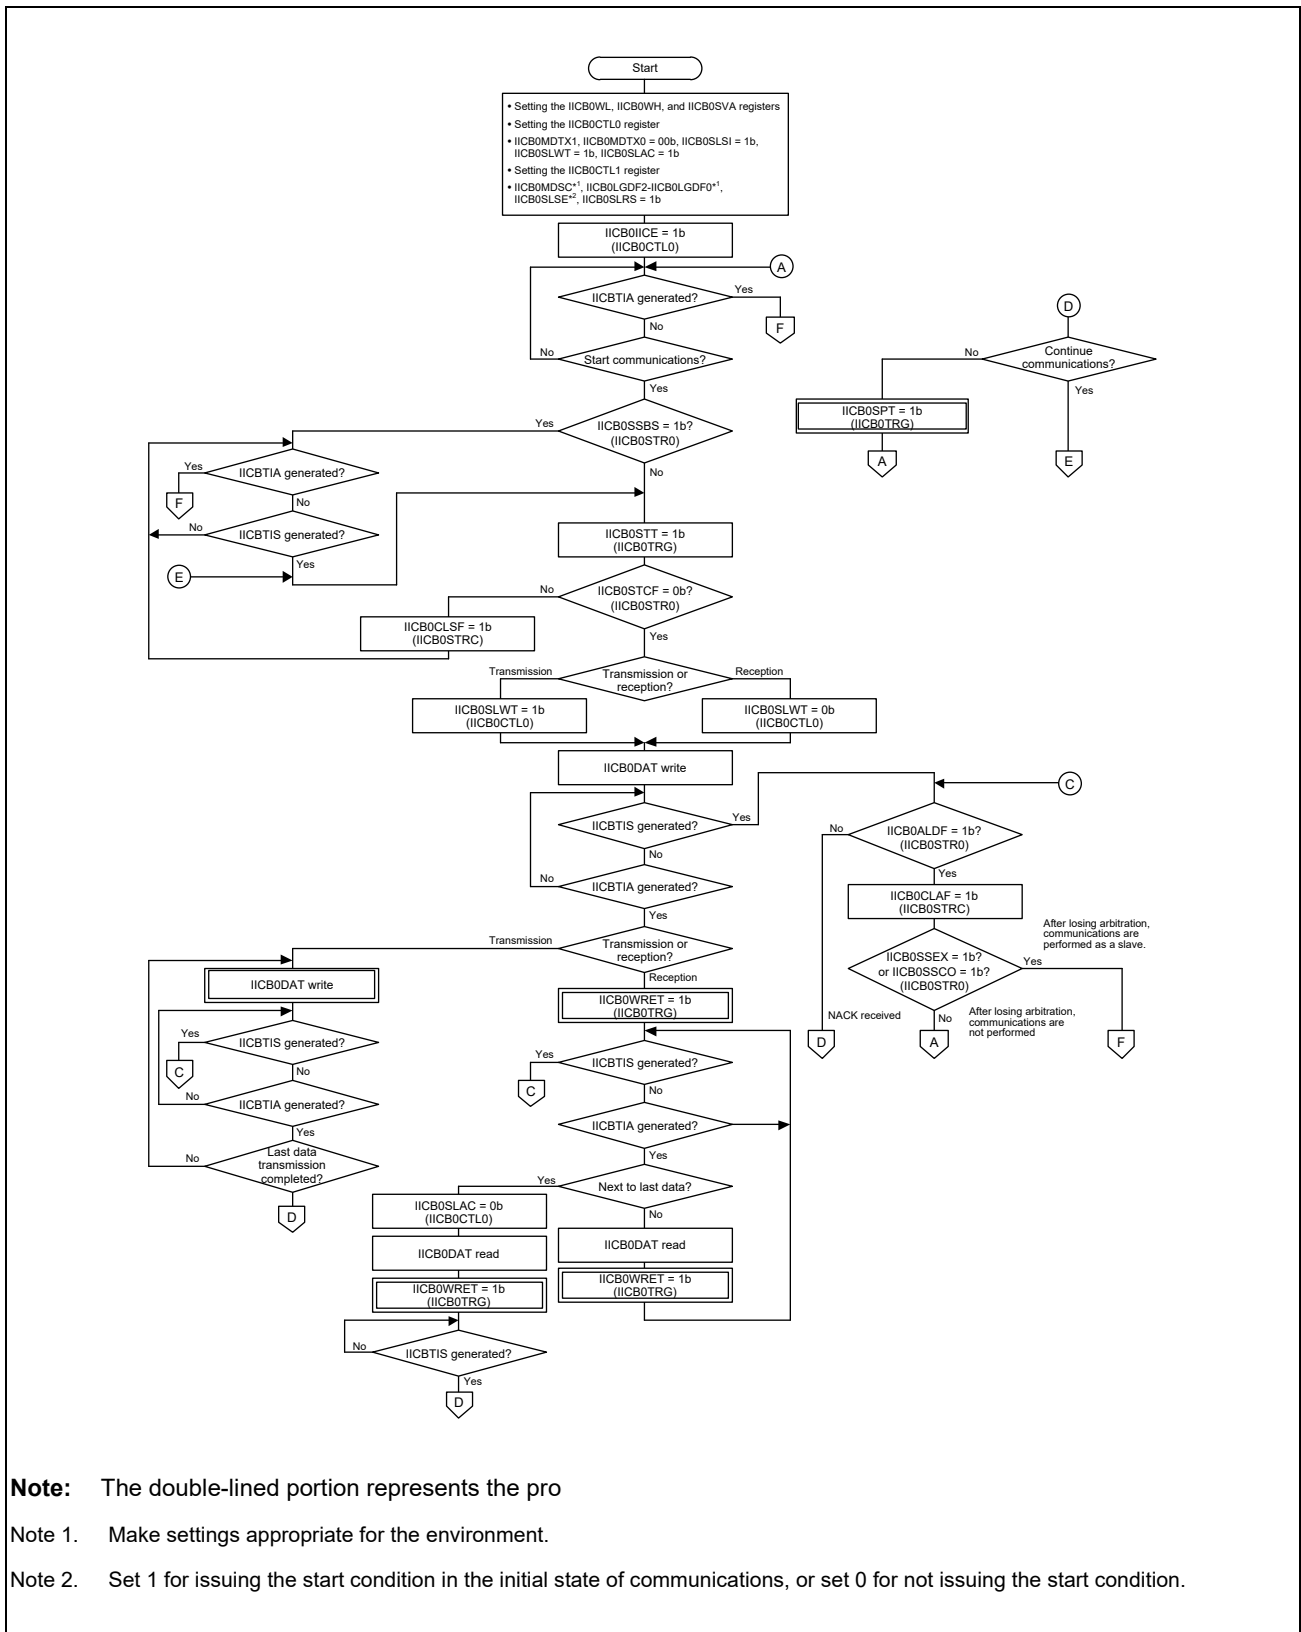 Start
• Setting the IICB0WL, IICB0WH, and IICB0SVA registers
• Setting the IICB0CTL0 register
• IICB0MDTX1, IICB0MDTX0 = 00b, IICB0SLSI = 1b,
IICB0SLWT = 1b, IICB0SLAC = 1b
• Setting the IICB0CTL1 register
• IICB0MDSC*1, IICB0LGDF2-IICB0LGDF0*1,
IICB0SLSE*2, IICB0SLRS = 1b
IICB0IICE = 1b
(IICB0CTL0)
A
IICBTIA generated?
Yes
F
No
Start communications?
No
Yes
IICB0SSBS = 1b?
(IICB0STR0)
Yes
No
IICBTIA generated?
Yes
F
No
IICBTIS generated?
No
Yes
E
IICB0STT = 1b
(IICB0TRG)
IICB0STCF = 0b?
(IICB0STR0)
No
Yes
IICB0CLSF = 1b
(IICB0STRC)
Transmission or
reception?
Transmission
Reception
IICB0SLWT = 1b
(IICB0CTL0)
IICB0SLWT = 0b
(IICB0CTL0)
IICB0DAT write
IICBTIS generated?
Yes
No
IICBTIA generated?
No
Yes
Transmission or
reception?
Transmission
Reception
IICB0DAT write
IICBTIS generated?
Yes
C
No
IICBTIA generated?
No
Yes
Last data
transmission
completed?
No
D
IICB0WRET = 1b
(IICB0TRG)
IICBTIS generated?
Yes
C
No
IICBTIA generated?
Yes
Next to last data?
Yes
No
IICB0SLAC = 0b
(IICB0CTL0)
IICB0DAT read
IICB0WRET = 1b
(IICB0TRG)
IICBTIS generated?
No
Yes
D
IICB0DAT read
IICB0WRET = 1b
(IICB0TRG)
D
Continue
communications?
No
Yes
IICB0SPT = 1b
(IICB0TRG)
A
E
C
IICB0ALDF = 1b?
(IICB0STR0)
No
Yes
IICB0CLAF = 1b
(IICB0STRC)
After losing arbitration,
communications are
performed as a slave.
IICB0SSEX = 1b?
or IICB0SSCO = 1b?
(IICB0STR0)
Yes
NACK received
No
After losing arbitration,
communications are
not performed
D
A
F
Note: The double-lined portion represents the pro
Note 1. Make settings appropriate for the environment.
Note 2. Set 1 for issuing the start condition in the initial state of communications, or set 0 for not issuing the start condition.